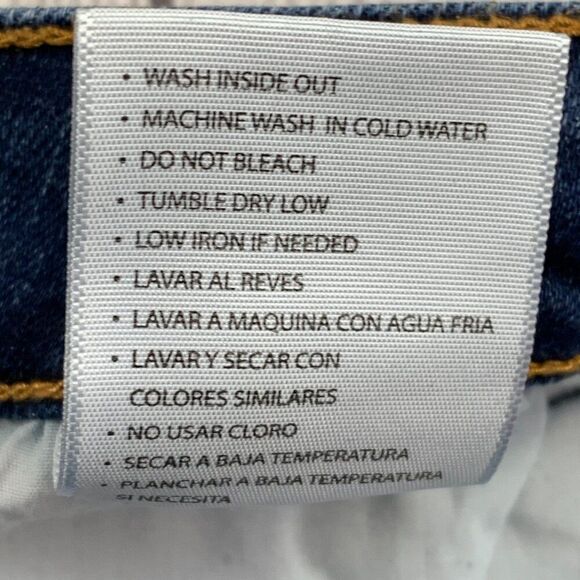 • WASH INSIDE OUT
• MACHINE WASH IN COLD WATER
• DO NOT BLEACH
• TUMBLE DRY LOW
• LOW IRON IF NEEDED
• LAVAR AL REVES
• LAVAR A MAQUINA CON AGUA FRIA
• LAVAR Y SECAR CON
COLORES SIMILARES
• NO USAR CLORO
• SECAR A BAJA TEMPERATURA
• PLANCHAR A BAJA TEMPERATURA
SI NECESITA